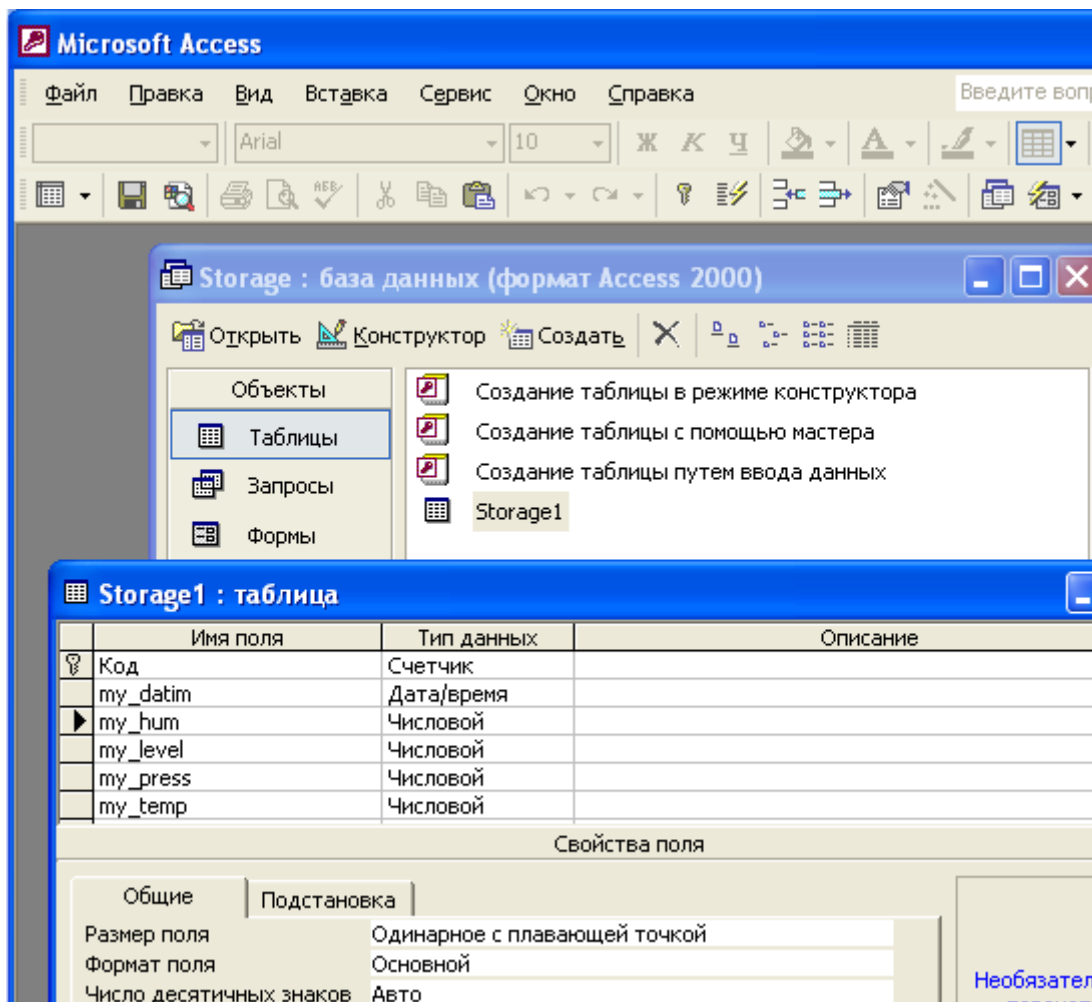 Microsoft Access
Файл Правка Вид Вставка Сервис Окно Справка Введите воп
Arial 10 Ж К Ч
Storage : база данных (формат Access 2000)
Открыть Конструктор Создать
Объекты
Таблицы
Запросы
Формы
Создание таблицы в режиме конструктора
Создание таблицы с помощью мастера
Создание таблицы путем ввода данных
Storage1
Storage1 : таблица
Имя поля Тип данных Описание
Код Счетчик
my_datim Дата/время
my_hum Числовой
my_level Числовой
my_press Числовой
my_temp Числовой
Свойства поля
Общие Подстановка
Размер поля Одинарное с плавающей точкой
Формат поля Основной
Число десятичных знаков Авто
Необязател